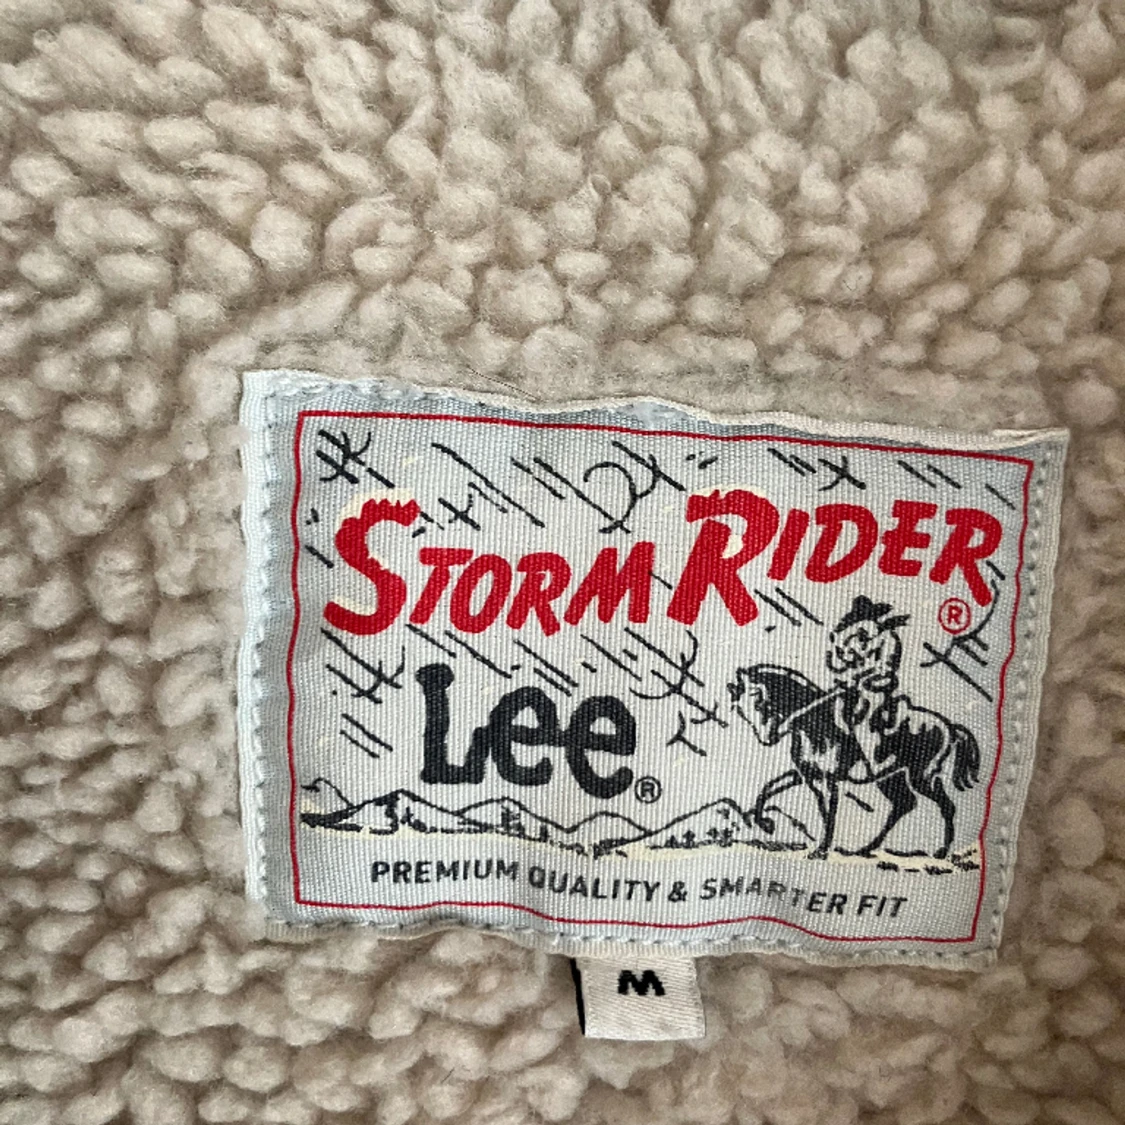 STORM RIDER ®
Lee ®
PREMIUM QUALITY & SMARTER FIT
M